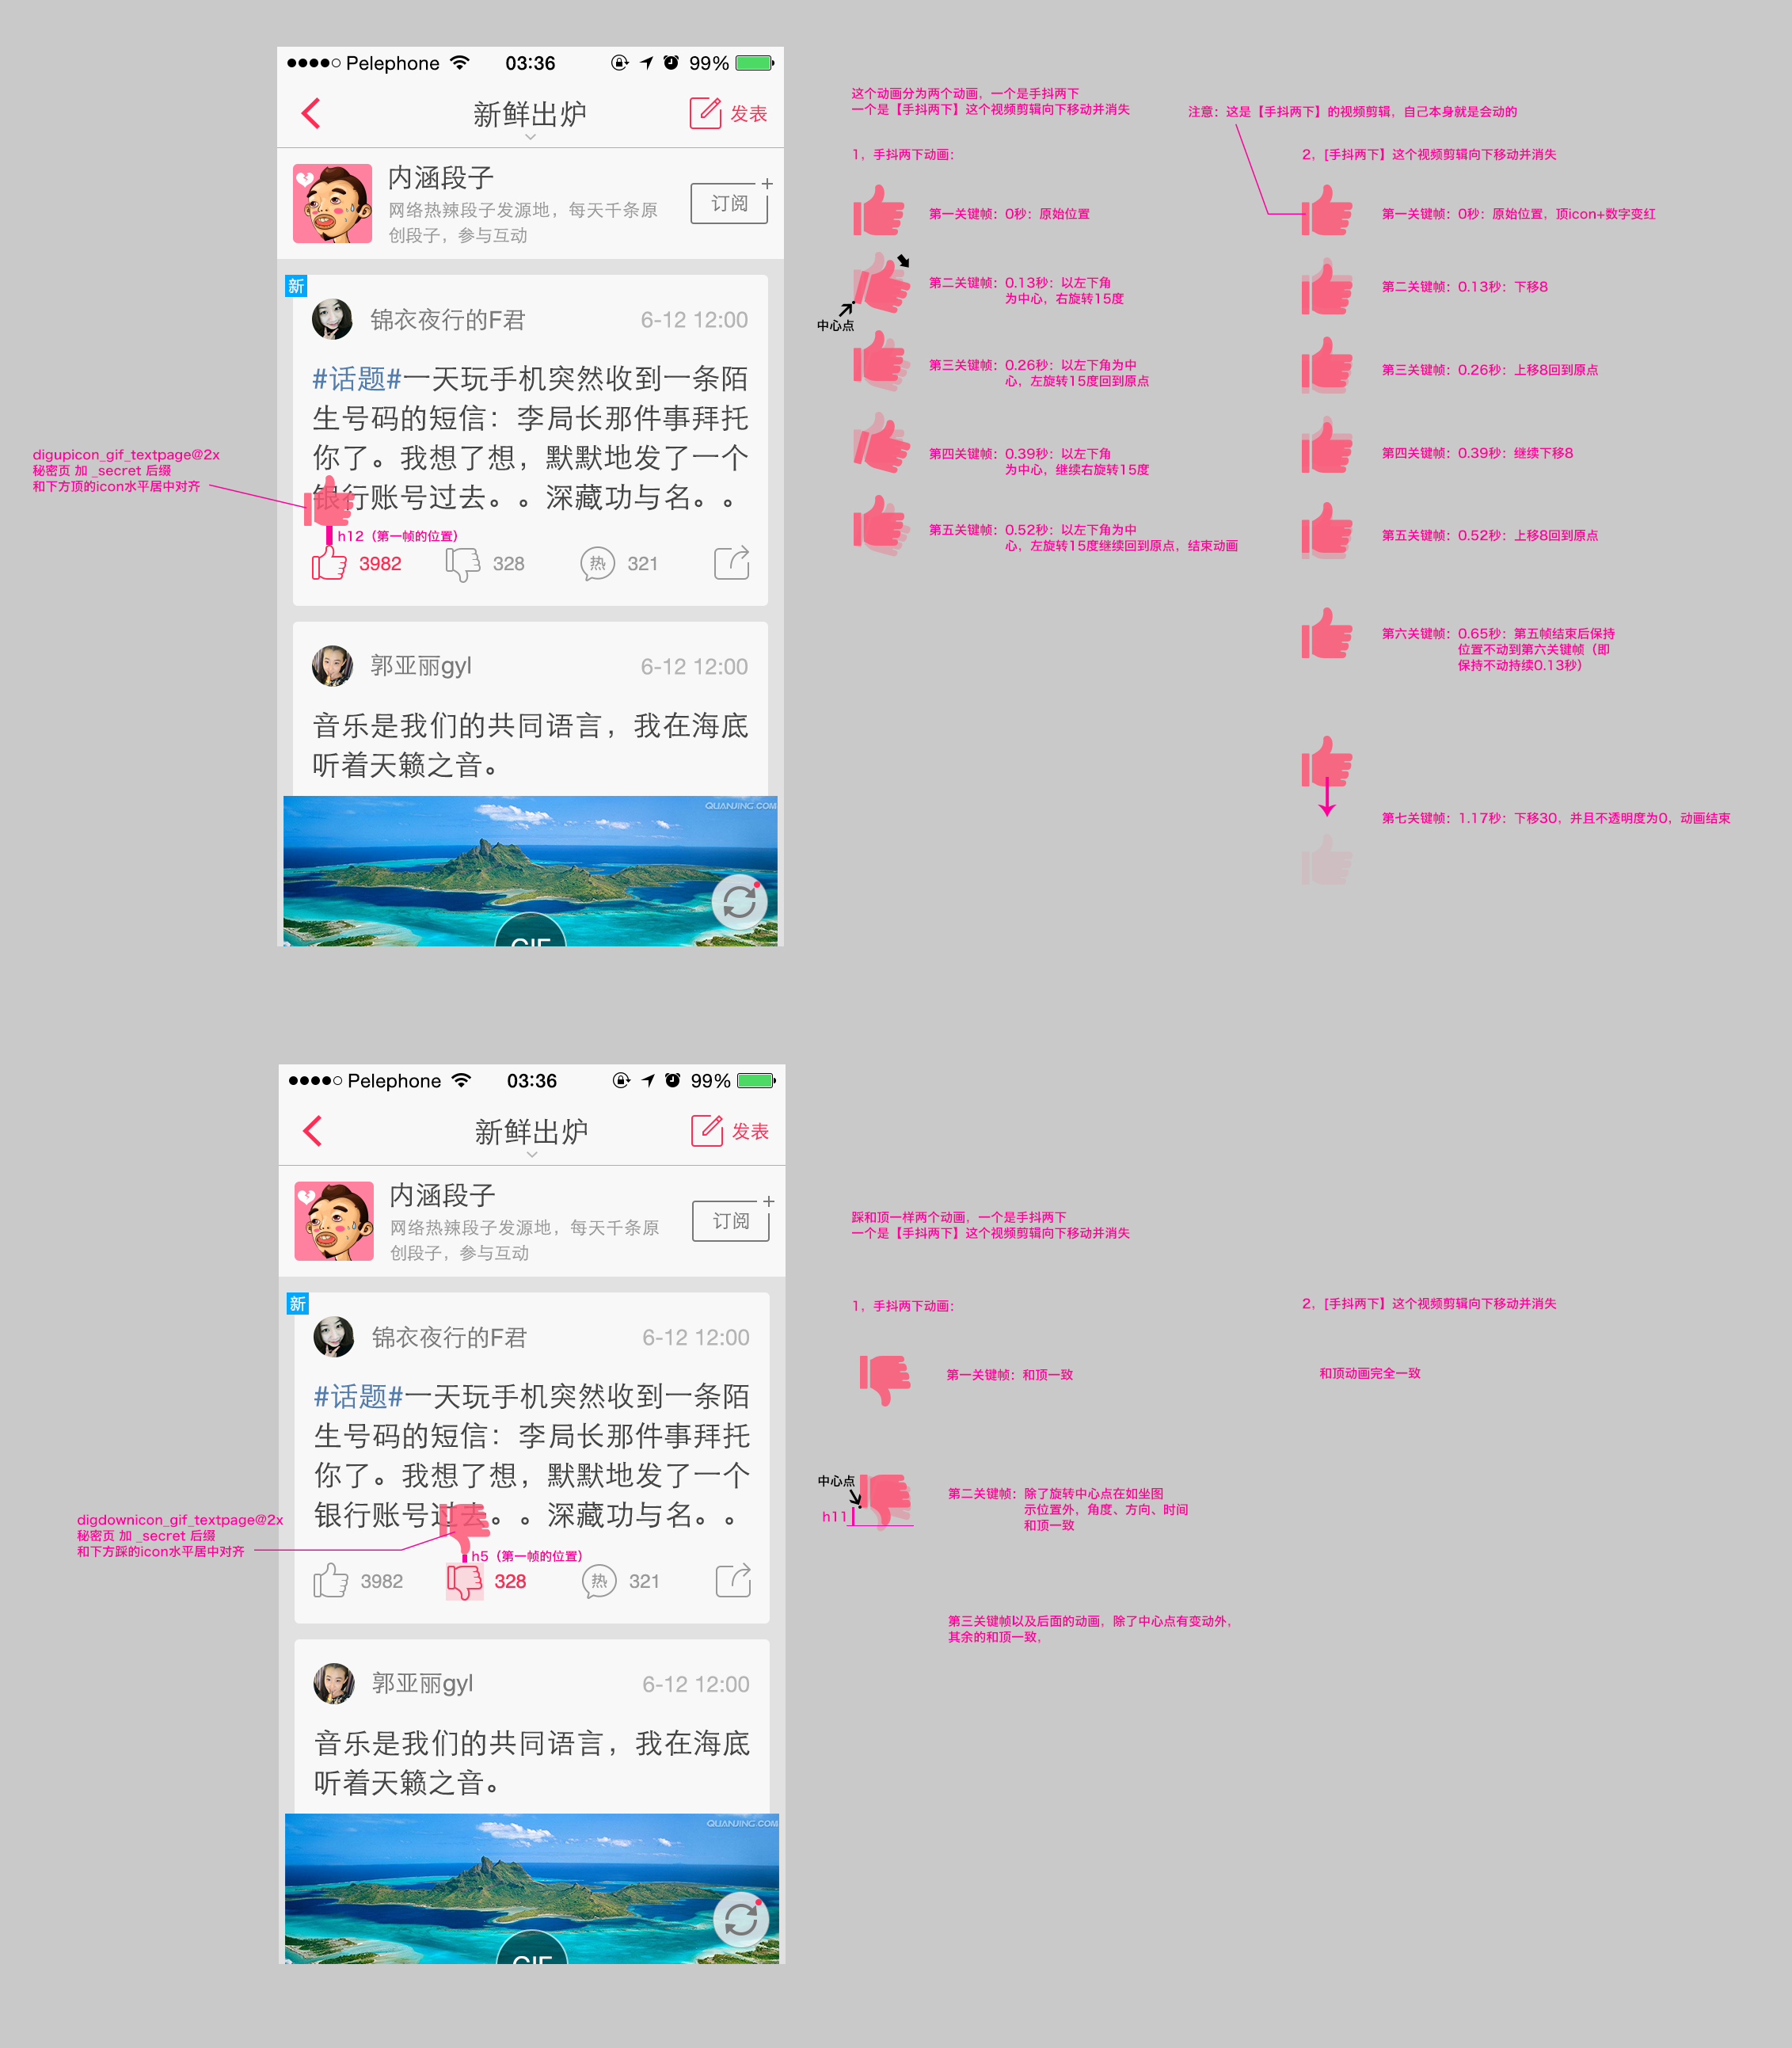 Pelephone 03:36 99%
新鲜出炉 发表
内涵段子
网络热辣段子发源地，每天千条原
创段子，参与互动
订阅
新
锦衣夜行的F君 6-12 12:00
#话题#一天玩手机突然收到一条陌
生号码的短信：李局长那件事拜托
你了。我想了想，默默地发了一个
银行账号过去。。深藏功与名。。
h12（第一帧的位置）
3982 328 热 321
郭亚丽gyl 6-12 12:00
音乐是我们的共同语言，我在海底
听着天籁之音。
QUANJING.COM
GIF
digupicon_gif_textpage@2x
秘密页 加 _secret 后缀
和下方顶的icon水平居中对齐
这个动画分为两个动画，一个是手抖两下
一个是【手抖两下】这个视频剪辑向下移动并消失
1，手抖两下动画：
第一关键帧：0秒：原始位置
第二关键帧：0.13秒：以左下角
为中心，右旋转15度
中心点
第三关键帧：0.26秒：以左下角为中
心，左旋转15度回到原点
第四关键帧：0.39秒：以左下角
为中心，继续右旋转15度
第五关键帧：0.52秒：以左下角为中
心，左旋转15度继续回到原点，结束动画
注意：这是【手抖两下】的视频剪辑，自己本身就是会动的
2，[手抖两下】这个视频剪辑向下移动并消失
第一关键帧：0秒：原始位置，顶icon+数字变红
第二关键帧：0.13秒：下移8
第三关键帧：0.26秒：上移8回到原点
第四关键帧：0.39秒：继续下移8
第五关键帧：0.52秒：上移8回到原点
第六关键帧：0.65秒：第五帧结束后保持
位置不动到第六关键帧（即
保持不动持续0.13秒）
第七关键帧：1.17秒：下移30，并且不透明度为0，动画结束
Pelephone 03:36 99%
新鲜出炉 发表
内涵段子
网络热辣段子发源地，每天千条原
创段子，参与互动
订阅
新
锦衣夜行的F君 6-12 12:00
#话题#一天玩手机突然收到一条陌
生号码的短信：李局长那件事拜托
你了。我想了想，默默地发了一个
银行账号过去。。深藏功与名。。
h5（第一帧的位置）
3982 328 热 321
郭亚丽gyl 6-12 12:00
音乐是我们的共同语言，我在海底
听着天籁之音。
QUANJING.COM
GIF
digdownicon_gif_textpage@2x
秘密页 加 _secret 后缀
和下方踩的icon水平居中对齐
踩和顶一样两个动画，一个是手抖两下
一个是【手抖两下】这个视频剪辑向下移动并消失
1，手抖两下动画：
第一关键帧：和顶一致
中心点
h11
第二关键帧：除了旋转中心点在如坐图
示位置外，角度、方向、时间
和顶一致
第三关键帧以及后面的动画，除了中心点有变动外，
其余的和顶一致，
2，[手抖两下】这个视频剪辑向下移动并消失
和顶动画完全一致